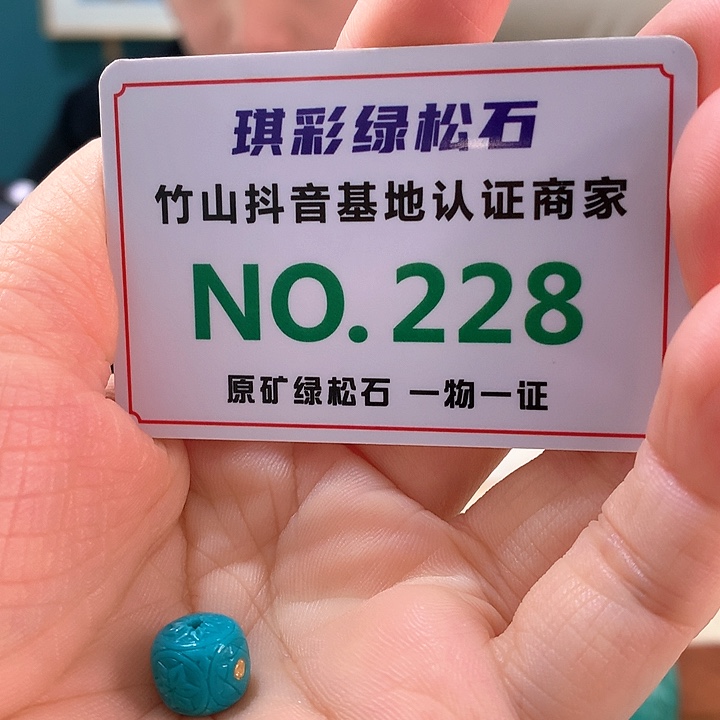 琪彩绿松石
竹山抖音基地认证商家
NO.228
原矿绿松石 一物一证